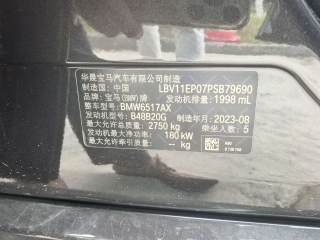 华晨宝马汽车有限公司制造
制造国：中国 LBV11EP07PSB79690
品牌：宝马(BMW)牌 发动机排量：1998 mL
整车型号：BMW6517AX
发动机型号：B48B20G 制造年月：2023-08
最大允许总质量：2750 kg 乘坐人数：5
发动机最大净功率：180 kW
最大允许牵引质量： kg